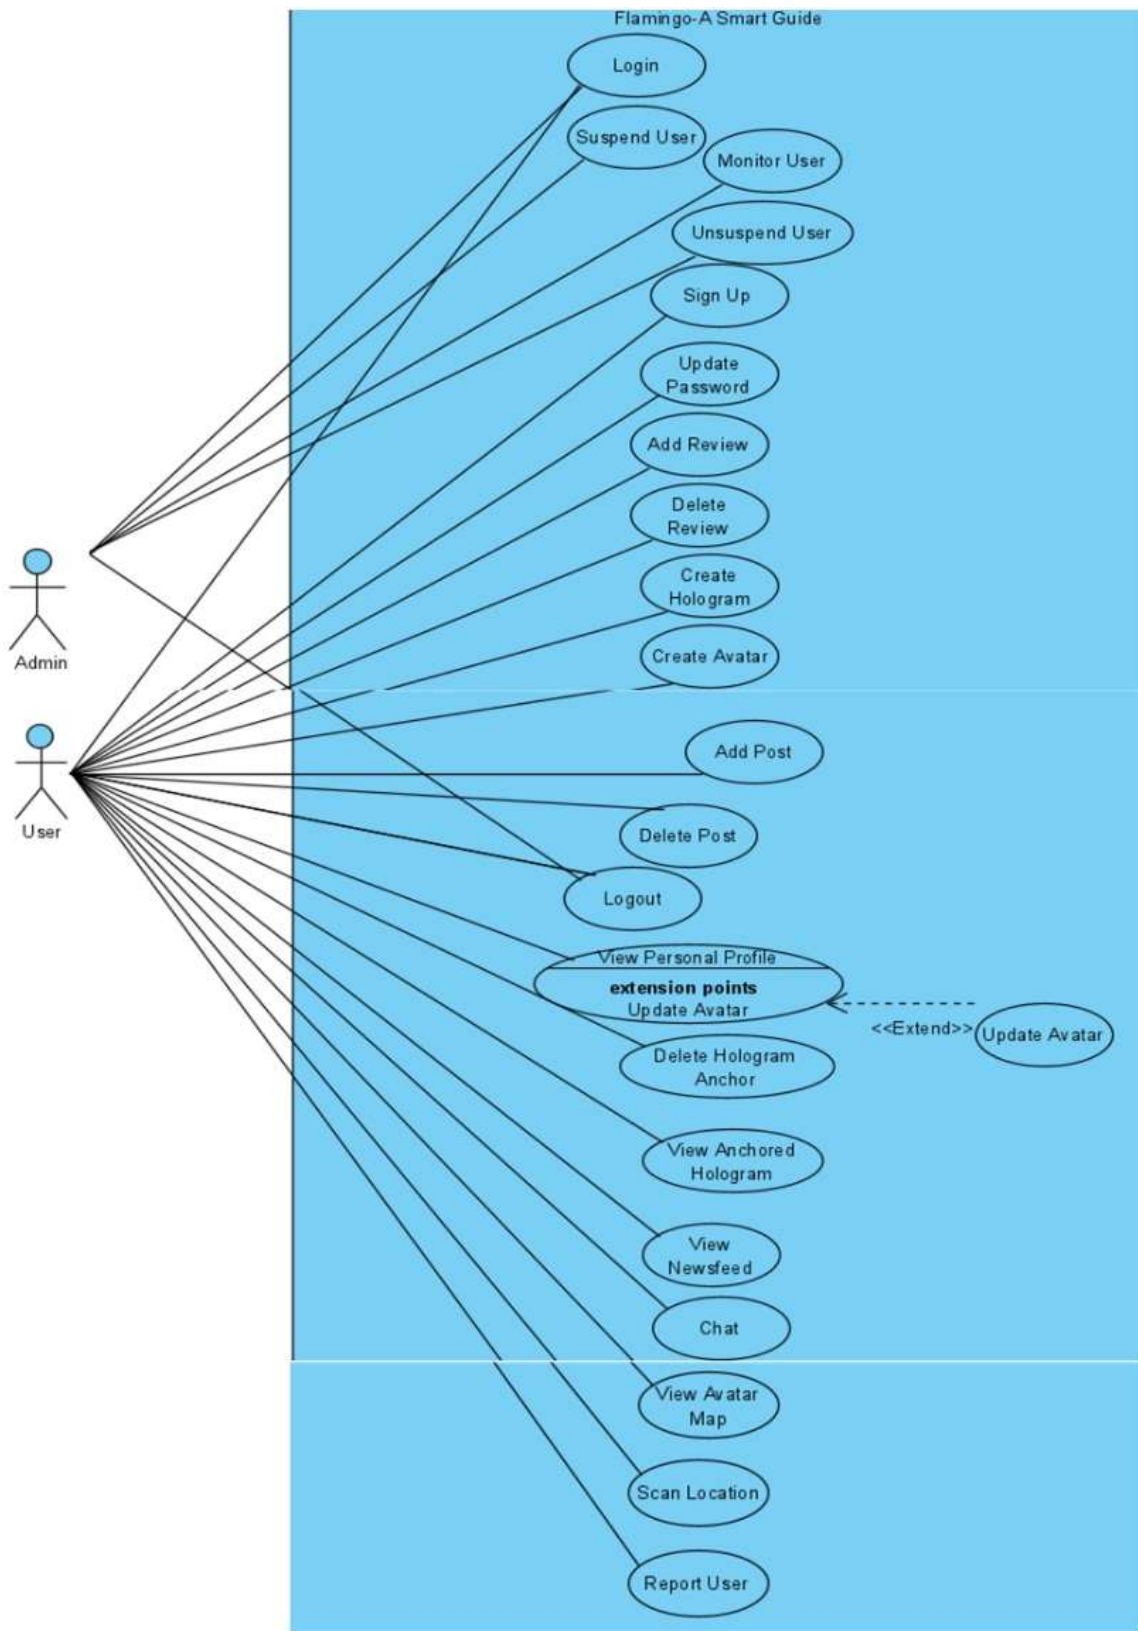 Flamingo-A Smart Guide
Login
Suspend User
Monitor User
Unsuspend User
Sign Up
Update
Password
Add Review
Delete
Review
Create
Hologram
Admin
Create Avatar
User
Add Post
Delete Post
Logout
View Personal Profile
extension points
Update Avatar
<<Extend>>
Update Avatar
Delete Hologram
Anchor
View Anchored
Hologram
View
Newsfeed
Chat
View Avatar
Map
Scan Location
Report User